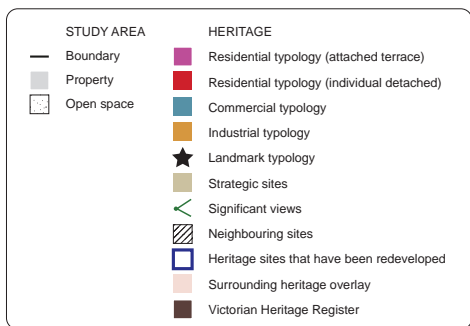 STUDY AREA
Boundary
Property
Open space
HERITAGE
Residential typology (attached terrace)
Residential typology (individual detached)
Commercial typology
Industrial typology
Landmark typology
Strategic sites
Significant views
Neighbouring sites
Heritage sites that have been redeveloped
Surrounding heritage overlay
Victorian Heritage Register